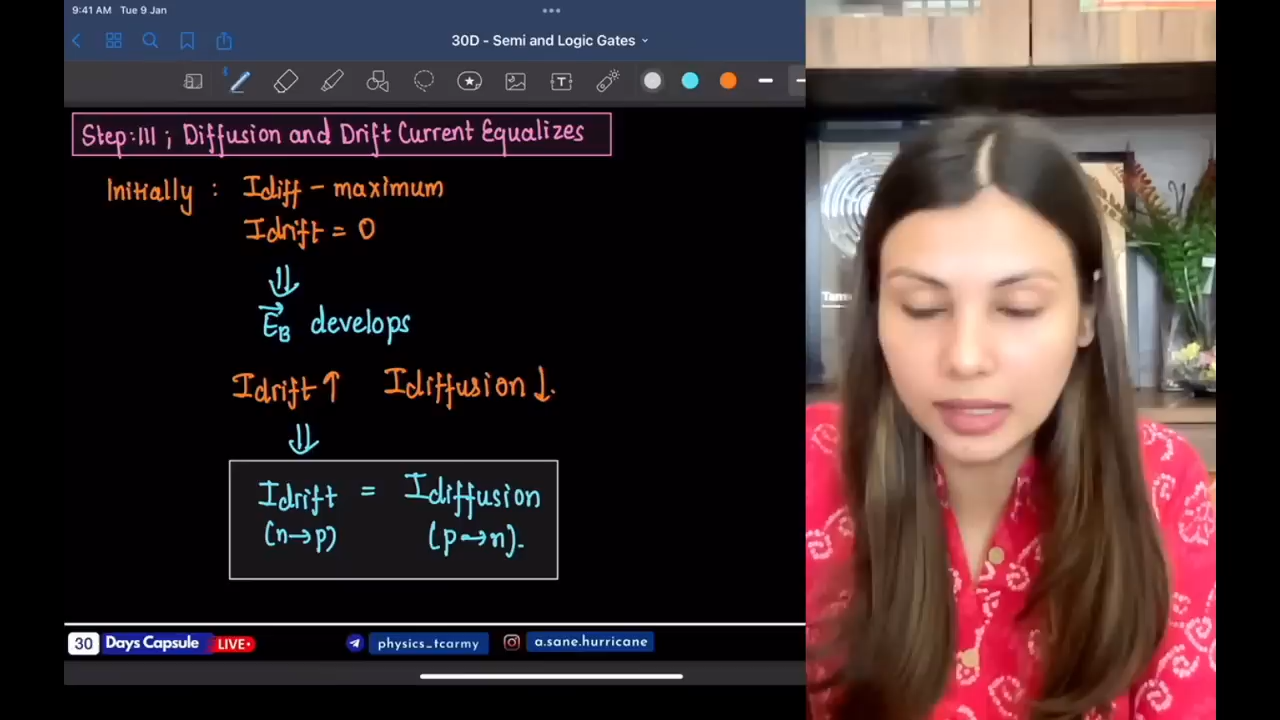 9:41 AM Tue 9 Jan
30D - Semi and Logic Gates
T
Step:III ; Diffusion and Drift Current Equalizes
Initially : Idiff - maximum
Idrift = 0
⇓
E⃗B develops
Idrift ↑ Idiffusion ↓.
⇓
Idrift = Idiffusion
(n→p) (p→n).
30 Days Capsule LIVE
physics_tcarmy
a.sane.hurricane